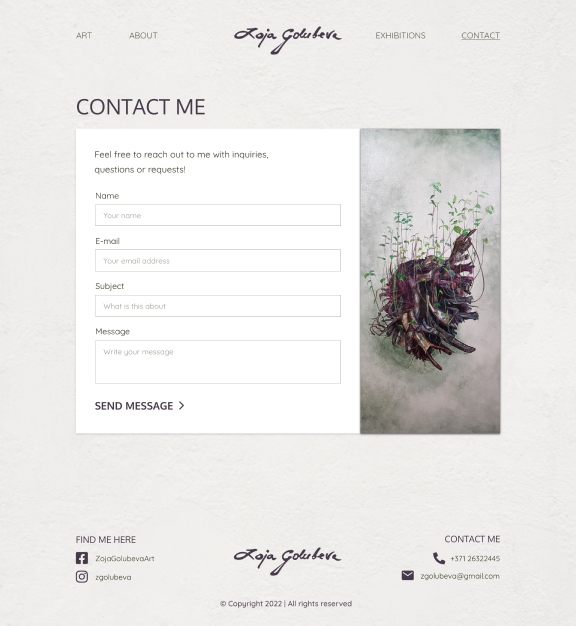 ART
ABOUT
Zoja Golubeva
EXHIBITIONS
CONTACT
CONTACT ME
Feel free to reach out to me with inquiries,
questions or requests!
Name
Your name
E-mail
Your email address
Subject
What is this about
Message
Write your message
SEND MESSAGE
FIND ME HERE
ZojaGolubevaArt
zgolubeva
Zoja Golubeva
CONTACT ME
+371 26322445
zgolubeva@gmail.com
© Copyright 2022 | All rights reserved